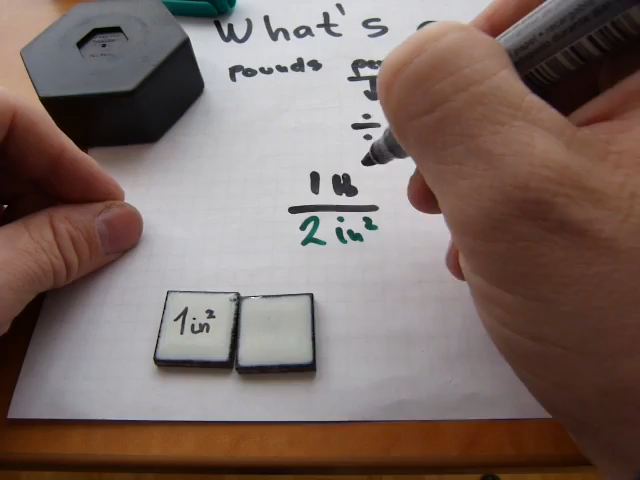 What's
pounds
÷
1 lb
2 in²
1 in²